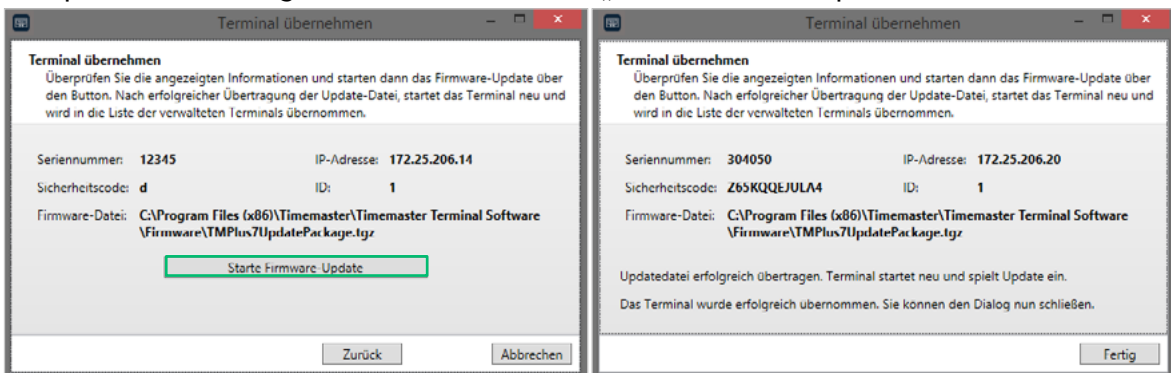 Terminal übernehmen
Terminal übernehmen
Überprüfen Sie die angezeigten Informationen und starten dann das Firmware-Update über
den Button. Nach erfolgreicher Übertragung der Update-Datei, startet das Terminal neu und
wird in die Liste der verwalteten Terminals übernommen.
Seriennummer: 12345 IP-Adresse: 172.25.206.14
Sicherheitscode: d ID: 1
Firmware-Datei: C:\Program Files (x86)\Timemaster\Timemaster Terminal Software
\Firmware\TMPlus7UpdatePackage.tgz
Starte Firmware-Update
Zurück Abbrechen
Terminal übernehmen
Terminal übernehmen
Überprüfen Sie die angezeigten Informationen und starten dann das Firmware-Update über
den Button. Nach erfolgreicher Übertragung der Update-Datei, startet das Terminal neu und
wird in die Liste der verwalteten Terminals übernommen.
Seriennummer: 304050 IP-Adresse: 172.25.206.20
Sicherheitscode: Z65KQQEJULA4 ID: 1
Firmware-Datei: C:\Program Files (x86)\Timemaster\Timemaster Terminal Software
\Firmware\TMPlus7UpdatePackage.tgz
Updatedatei erfolgreich übertragen. Terminal startet neu und spielt Update ein.
Das Terminal wurde erfolgreich übernommen. Sie können den Dialog nun schließen.
Fertig